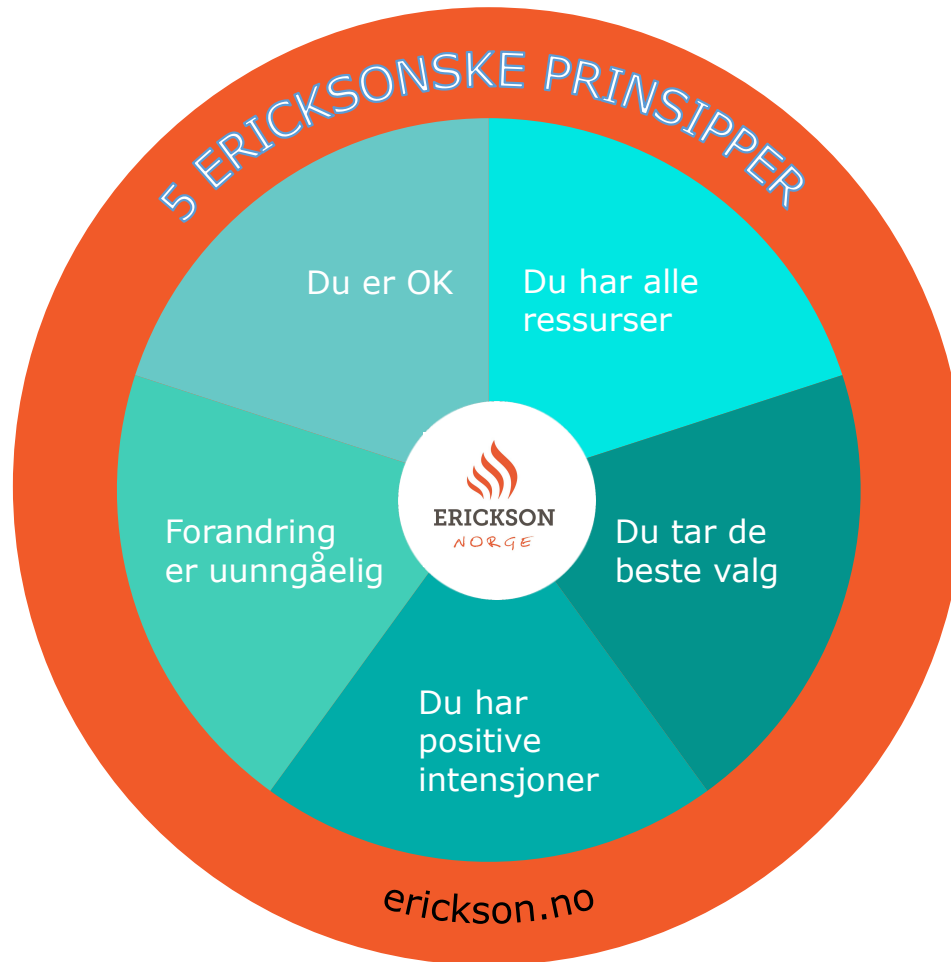 5 ERICKSONSKE PRINSIPPER
Du er OK
Du har alle
ressurser
Forandring
er uunngåelig
ERICKSON
NORGE
Du tar de
beste valg
Du har
positive
intensjoner
erickson.no